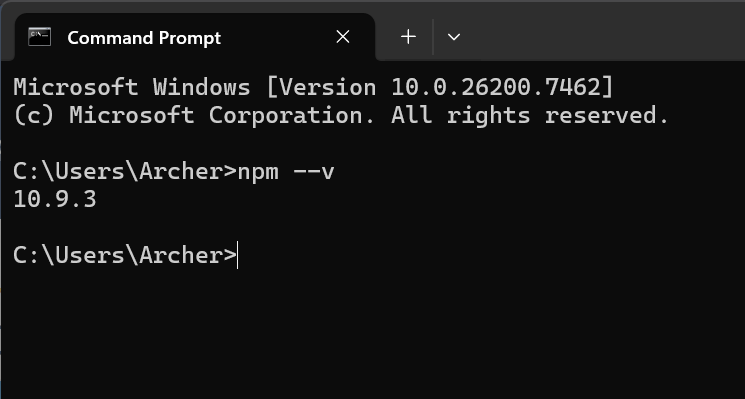 Command Prompt
Microsoft Windows [Version 10.0.26200.7462]
(c) Microsoft Corporation. All rights reserved.
C:\Users\Archer>npm --v
10.9.3
C:\Users\Archer>